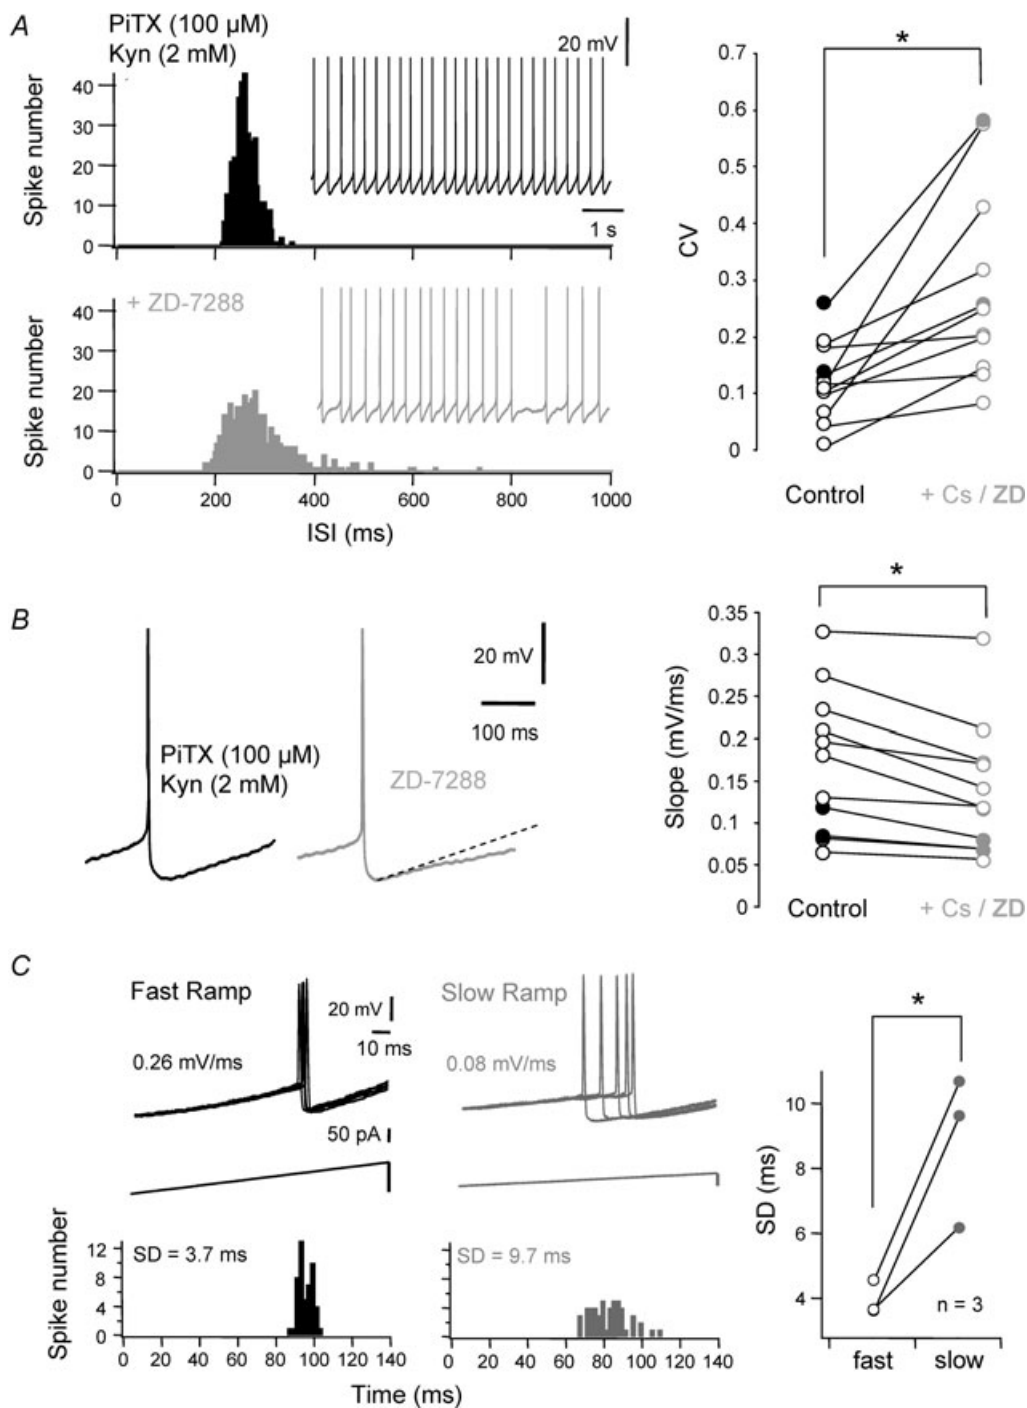 A
PiTX (100 µM)
Kyn (2 mM)
20 mV
1 s
Spike number
40
30
20
10
0
+ ZD-7288
Spike number
40
30
20
10
0
0 200 400 600 800 1000
ISI (ms)
*
0.7
0.6
0.5
0.4
0.3
0.2
0.1
0
CV
Control + Cs / ZD
B
PiTX (100 µM)
Kyn (2 mM)
ZD-7288
20 mV
100 ms
*
0.35
0.3
0.25
0.2
0.15
0.1
0.05
0
Slope (mV/ms)
Control + Cs / ZD
C
Fast Ramp
20 mV
10 ms
0.26 mV/ms
50 pA
Slow Ramp
0.08 mV/ms
Spike number
12
8
4
0
SD = 3.7 ms
0 20 40 60 80 100 120 140
SD = 9.7 ms
0 20 40 60 80 100 120 140
Time (ms)
*
10
8
6
4
SD (ms)
n = 3
fast slow